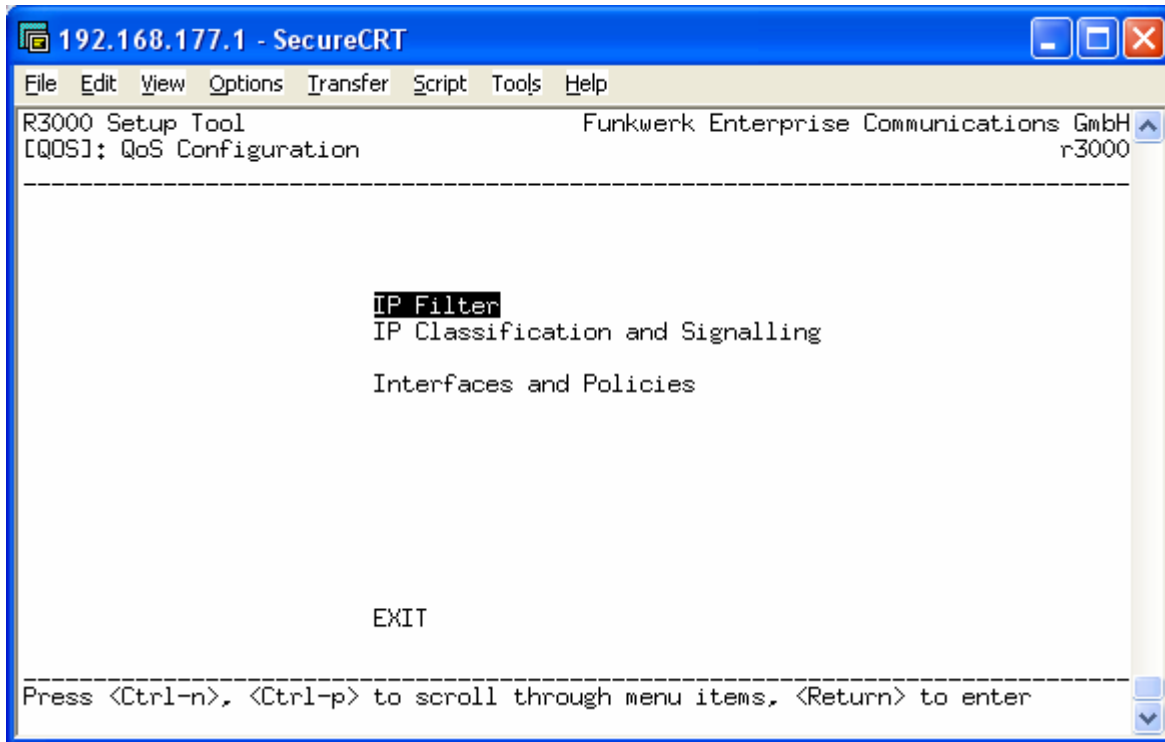 192.168.177.1 - SecureCRT
File Edit View Options Transfer Script Tools Help
R3000 Setup Tool Funkwerk Enterprise Communications GmbH
[QOS]: QoS Configuration r3000
IP Filter
IP Classification and Signalling
Interfaces and Policies
EXIT
Press <Ctrl-n>, <Ctrl-p> to scroll through menu items, <Return> to enter